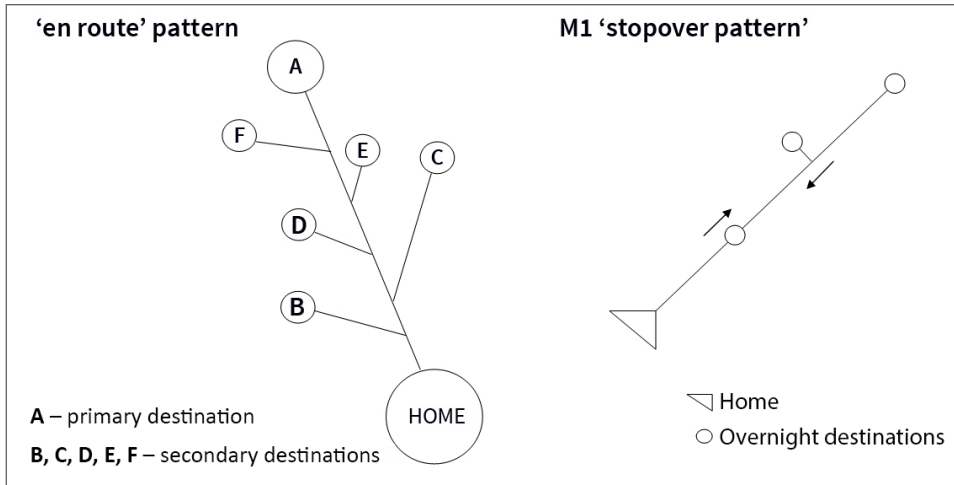 ‘en route’ pattern
A
F
E
C
D
B
HOME
A – primary destination
B, C, D, E, F – secondary destinations
M1 ‘stopover pattern’
Home
Overnight destinations